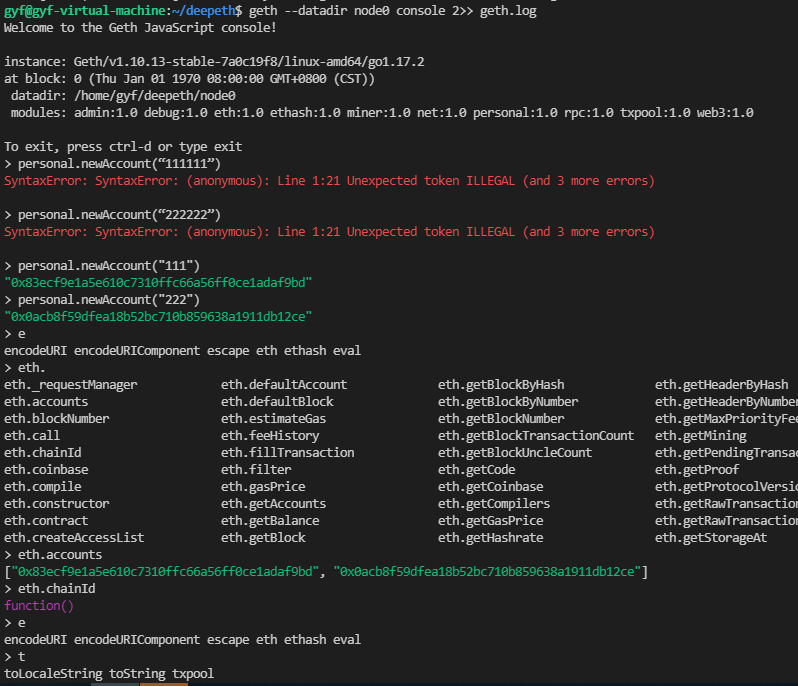 gyf@gyf-virtual-machine:~/deepeth$ geth --datadir node0 console 2>> geth.log
Welcome to the Geth JavaScript console!
instance: Geth/v1.10.13-stable-7a0c19f8/linux-amd64/go1.17.2
at block: 0 (Thu Jan 01 1970 08:00:00 GMT+0800 (CST))
datadir: /home/gyf/deepeth/node0
modules: admin:1.0 debug:1.0 eth:1.0 ethash:1.0 miner:1.0 net:1.0 personal:1.0 rpc:1.0 txpool:1.0 web3:1.0
To exit, press ctrl-d or type exit
> personal.newAccount(“111111”)
SyntaxError: SyntaxError: (anonymous): Line 1:21 Unexpected token ILLEGAL (and 3 more errors)
> personal.newAccount(“222222”)
SyntaxError: SyntaxError: (anonymous): Line 1:21 Unexpected token ILLEGAL (and 3 more errors)
> personal.newAccount("111")
"0x83ecf9e1a5e610c7310ffc66a56ff0ce1adaf9bd"
> personal.newAccount("222")
"0x0acb8f59dfea18b52bc710b859638a1911db12ce"
> e
encodeURI encodeURIComponent escape eth ethash eval
> eth.
eth._requestManager eth.defaultAccount eth.getBlockByHash eth.getHeaderByHash
eth.accounts eth.defaultBlock eth.getBlockByNumber eth.getHeaderByNumber
eth.blockNumber eth.estimateGas eth.getBlockNumber eth.getMaxPriorityFee
eth.call eth.feeHistory eth.getBlockTransactionCount eth.getMining
eth.chainId eth.fillTransaction eth.getBlockUncleCount eth.getPendingTransac
eth.coinbase eth.filter eth.getCode eth.getProof
eth.compile eth.gasPrice eth.getCoinbase eth.getProtocolVersio
eth.constructor eth.getAccounts eth.getCompilers eth.getRawTransaction
eth.contract eth.getBalance eth.getGasPrice eth.getRawTransaction
eth.createAccessList eth.getBlock eth.getHashrate eth.getStorageAt
> eth.accounts
["0x83ecf9e1a5e610c7310ffc66a56ff0ce1adaf9bd", "0x0acb8f59dfea18b52bc710b859638a1911db12ce"]
> eth.chainId
function()
> e
encodeURI encodeURIComponent escape eth ethash eval
> t
toLocaleString toString txpool